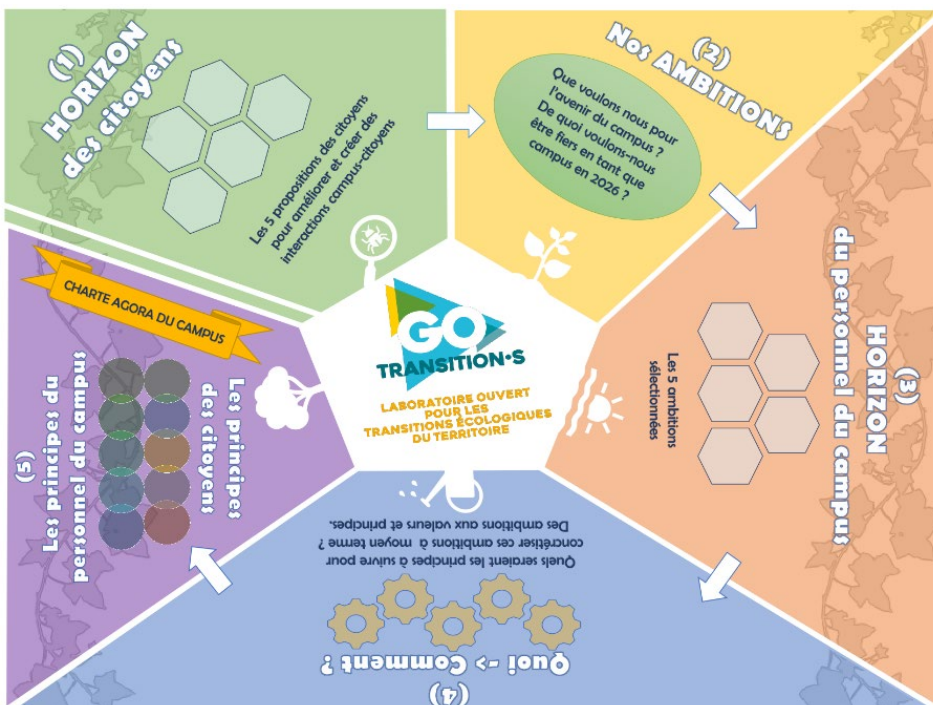 (1)
HORIZON
des citoyens
Les 5 propositions des citoyens
pour améliorer et créer des
interactions campus-citoyens
(2)
Nos AMBITIONS
Que voulons nous pour
l'avenir du campus ?
De quoi voulons-nous
être fiers en tant que
campus en 2026 ?
(3)
HORIZON
du personnel du campus
Les 5 ambitions
sélectionnées
(4)
Quoi -> Comment ?
Quels seraient les principes à suivre pour
concrétiser ces ambitions à moyen terme ?
Des ambitions aux valeurs et principes.
(5)
Les principes du
personnel du campus
Les principes
des citoyens
CHARTE AGORA DU CAMPUS
GO
TRANSITION•S
LABORATOIRE OUVERT
POUR LES
TRANSITIONS ÉCOLOGIQUES
DU TERRITOIRE